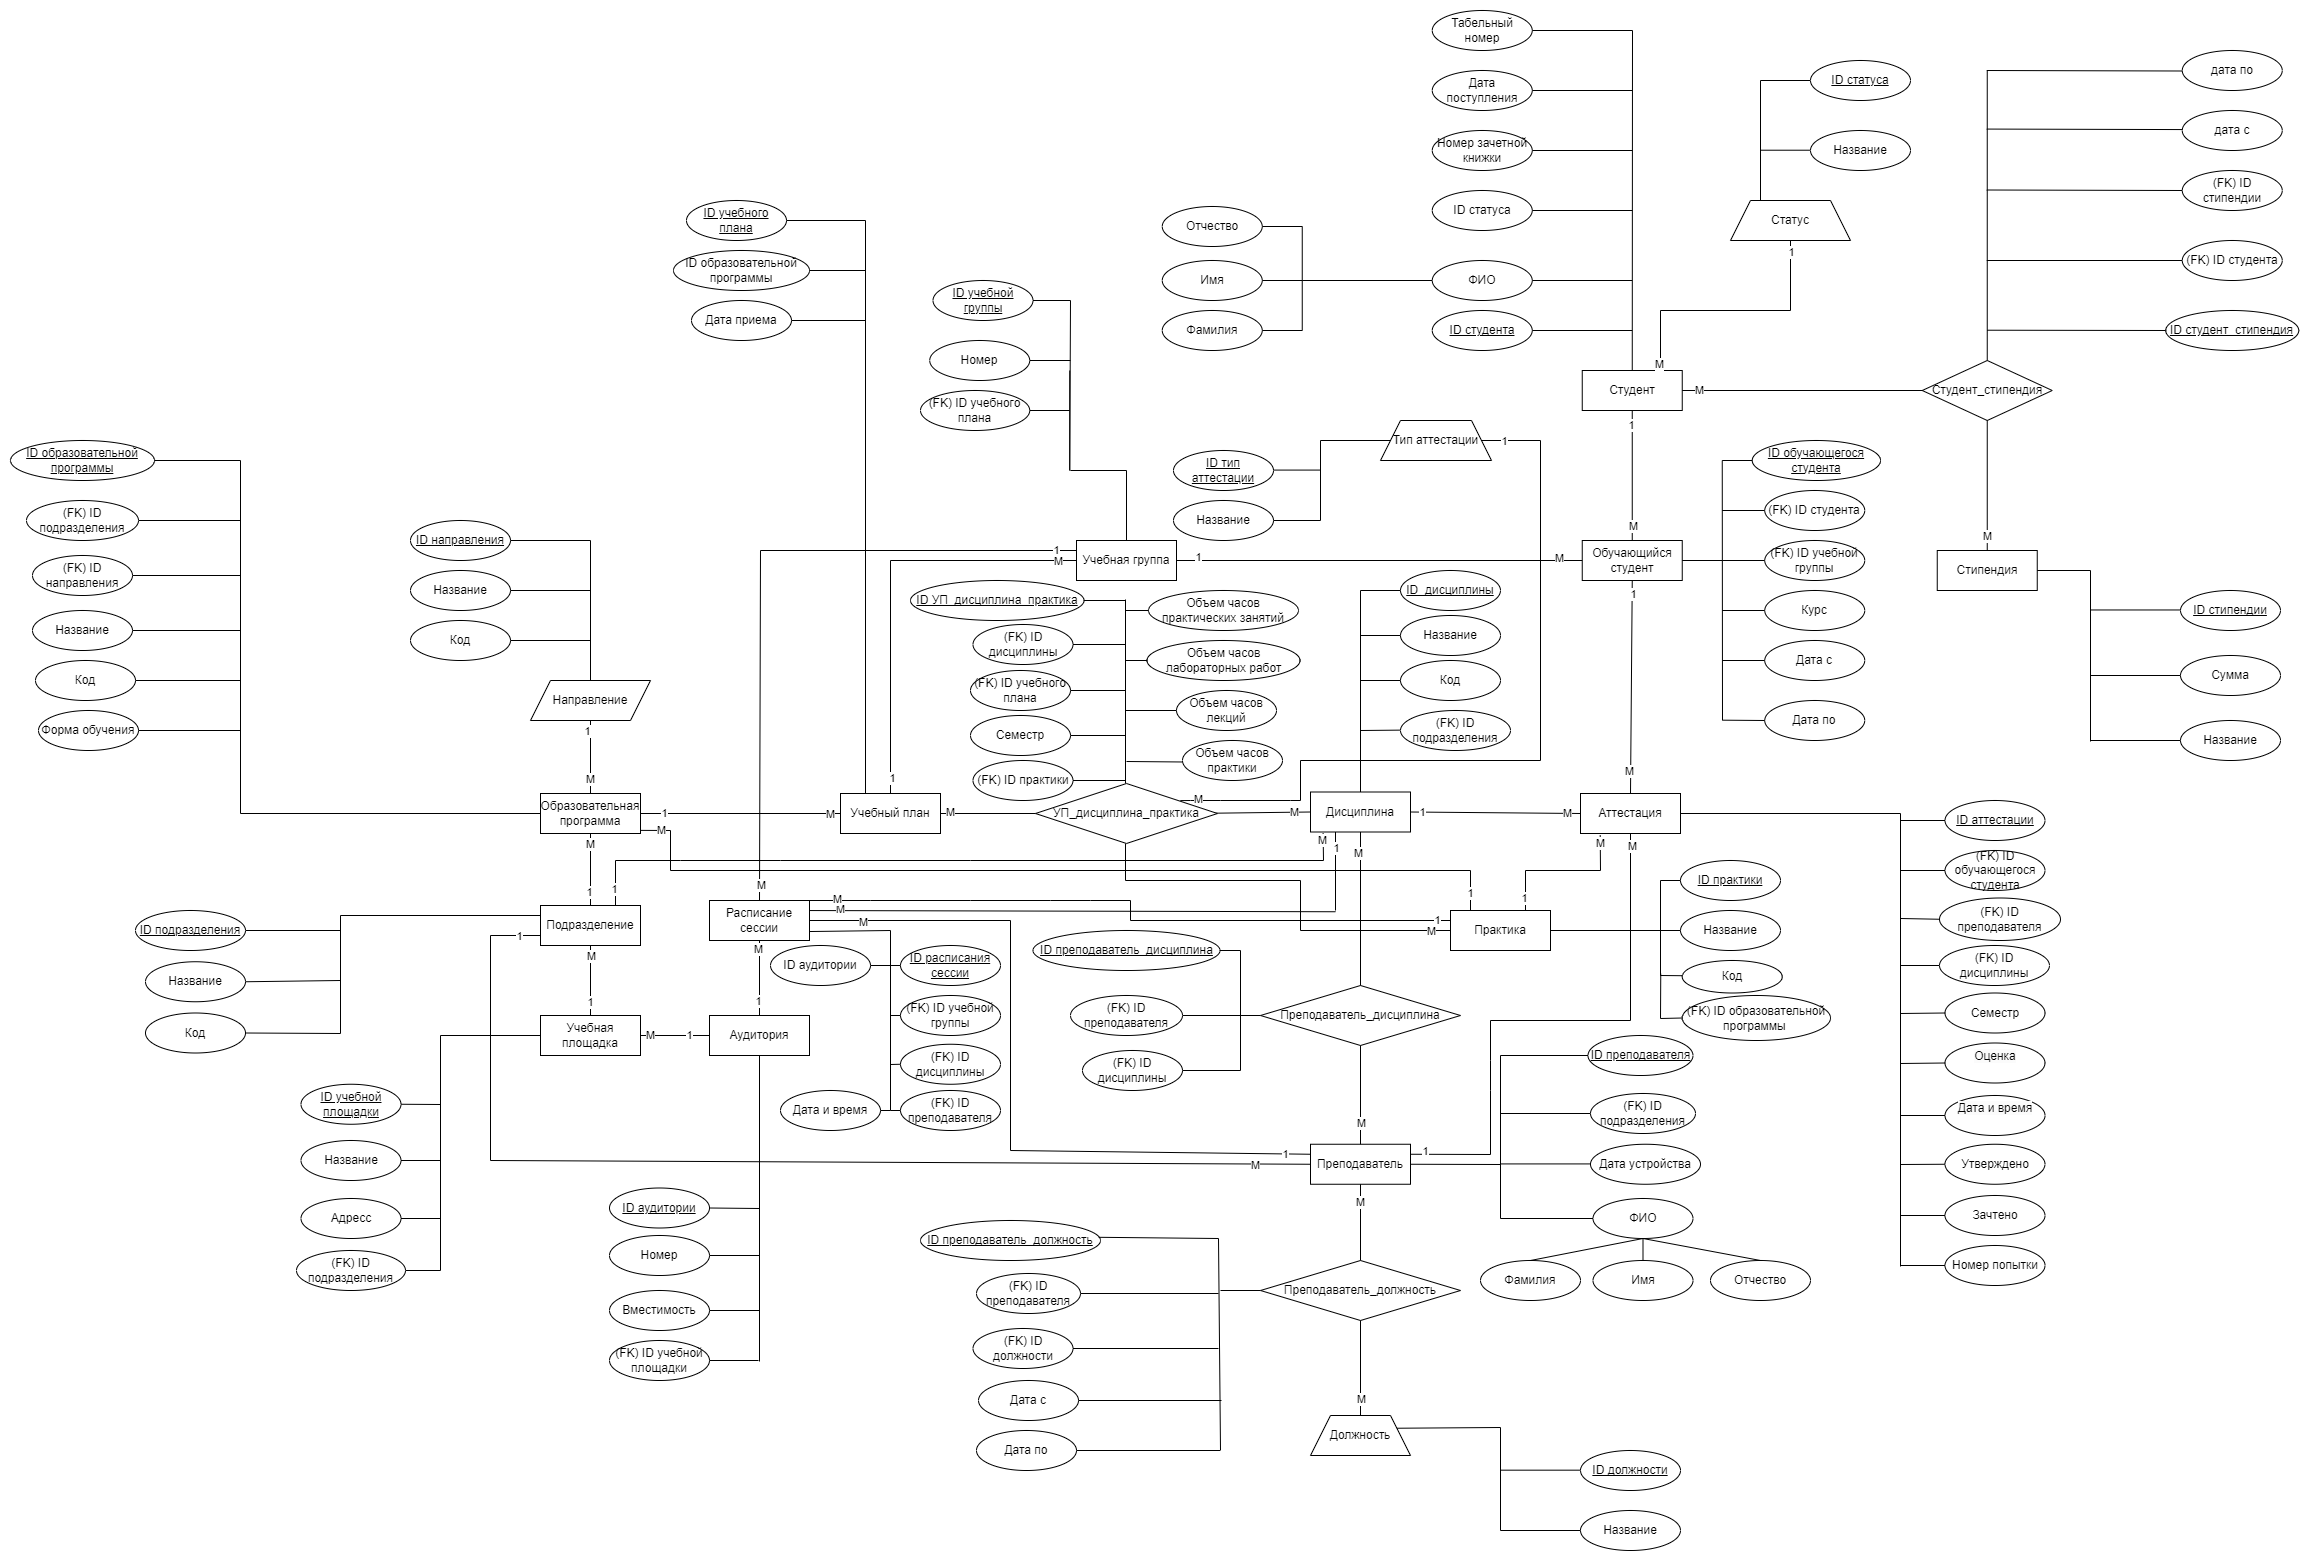 Табельный
номер
Дата
поступления
Номер зачетной
книжки
ID статуса
ФИО
ID студента
Отчество
Имя
Фамилия
ID статуса
Название
Статус
1
М
дата по
дата с
(FK) ID
стипендии
(FK) ID студента
ID студент_стипендия
Студент
М
Студент_стипендия
1
М
М
Стипендия
ID стипендии
Сумма
Название
ID учебного
плана
ID образовательной
программы
Дата приема
ID учебной
группы
Номер
(FK) ID учебного
плана
Тип аттестации
1
ID тип
аттестации
Название
ID обучающегося
студента
(FK) ID студента
(FK) ID учебной
группы
Курс
Дата с
Дата по
Обучающийся
студент
1
М
Учебная группа
1
М
1
ID образовательной
программы
(FK) ID
подразделения
(FK) ID
направления
Название
Код
Форма обучения
ID направления
Название
Код
Направление
1
М
ID УП_дисциплина_практика
(FK) ID
дисциплины
(FK) ID учебного
плана
Семестр
(FK) ID практики
Объем часов
практических занятий
Объем часов
лабораторных работ
Объем часов
лекций
Объем часов
практики
ID_дисциплины
Название
Код
(FK) ID
подразделения
Образовательная
программа
1
М
Учебный план
1
М
УП_дисциплина_практика
М
М
Дисциплина
1
М
Аттестация
М
М
М
М
1
М
М
М
1
1
М
1
1
ID подразделения
Название
Код
Подразделение
1
М
1
Расписание
сессии
М
М
М
М
1
М
1
Практика
ID практики
Название
Код
(FK) ID образовательной
программы
ID аудитории
ID расписания
сессии
(FK) ID учебной
группы
(FK) ID
дисциплины
(FK) ID
преподавателя
Дата и время
ID преподаватель_дисциплина
(FK) ID
преподавателя
(FK) ID
дисциплины
Преподаватель_дисциплина
М
Учебная
площадка
М
1
Аудитория
ID учебной
площадки
Название
Адресс
(FK) ID
подразделения
ID аудитории
Номер
Вместимость
(FK) ID учебной
площадки
Преподаватель
1
М
1
М
ID преподавателя
(FK) ID
подразделения
Дата устройства
ФИО
Фамилия
Имя
Отчество
ID аттестации
(FK) ID
обучающегося
студента
(FK) ID
преподавателя
(FK) ID
дисциплины
Семестр
Оценка
Дата и время
Утверждено
Зачтено
Номер попытки
ID преподаватель_должность
(FK) ID
преподавателя
(FK) ID
должности
Дата с
Дата по
Преподаватель_должность
М
Должность
ID должности
Название